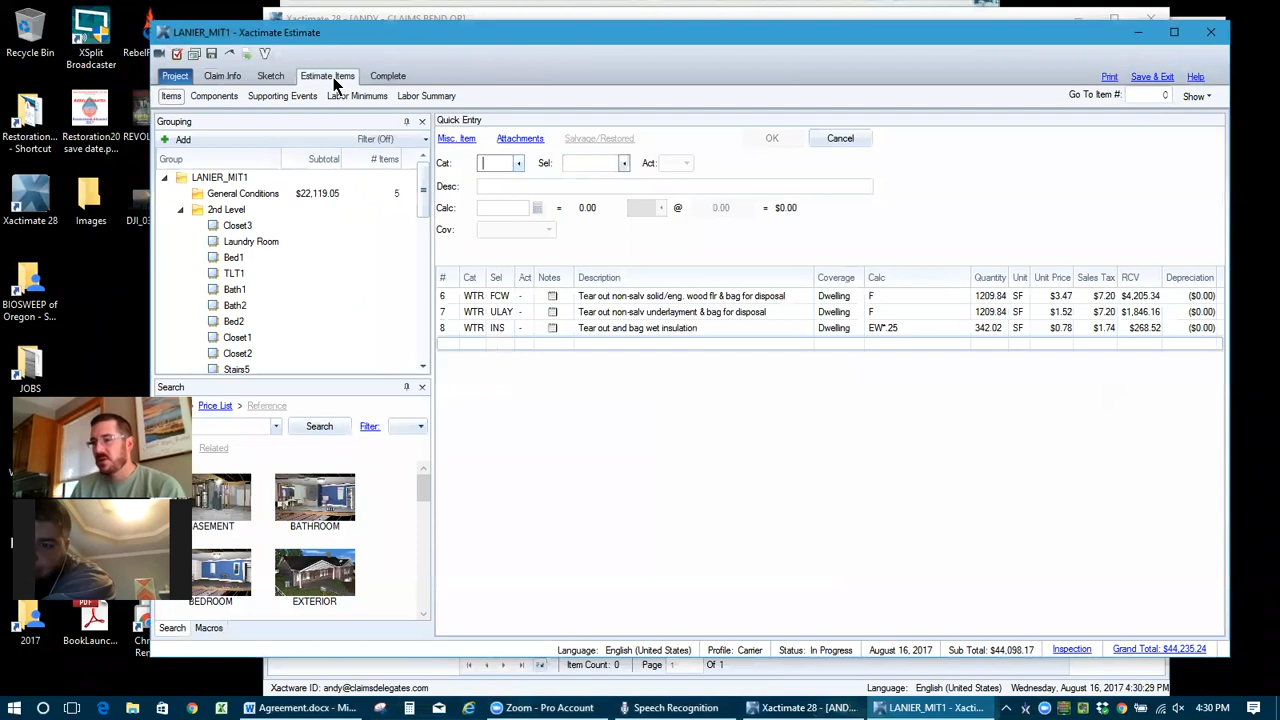 Xactimate 28 - [ANDY - CLAIMS BEND OR]
LANIER_MIT1 - Xactimate Estimate
Project Claim Info Sketch Estimate Items Complete
Print Save & Exit Help
Items Components Supporting Events Labor Minimums Labor Summary
Go To Item #: 0 Show
Grouping
Add Filter (Off)
Group Subtotal # Items
LANIER_MIT1
General Conditions $22,119.05 5
2nd Level
Closet3
Laundry Room
Bed1
TLT1
Bath1
Bath2
Bed2
Closet1
Closet2
Stairs5
Search
Price List > Reference
Search Filter:
Related
BASEMENT BATHROOM
BEDROOM EXTERIOR
Search Macros
Quick Entry
Misc. Item Attachments Salvage/Restored OK Cancel
Cat: Sel: Act:
Desc:
Calc: = 0.00 @ 0.00 = $0.00
Cov:
# Cat Sel Act Notes Description Coverage Calc Quantity Unit Unit Price Sales Tax RCV Depreciation
6 WTR FCW - Tear out non-salv solid/eng. wood flr & bag for disposal Dwelling F 1209.84 SF $3.47 $7.20 $4,205.34 ($0.00)
7 WTR ULAY - Tear out non-salv underlayment & bag for disposal Dwelling F 1209.84 SF $1.52 $7.20 $1,846.16 ($0.00)
8 WTR INS - Tear out and bag wet insulation Dwelling EW*.25 342.02 SF $0.78 $1.74 $268.52 ($0.00)
Language: English (United States) Profile: Carrier Status: In Progress August 16, 2017 Sub Total: $44,098.17 Inspection Grand Total: $44,235.24
Item Count: 0 Page Of 1
Xactware ID: andy@claimsdelegates.com Language: English (United States) Wednesday, August 16, 2017 4:30:29 PM
Recycle Bin
XSplit Broadcaster
Restoration... - Shortcut
Restoration20 save date.p...
Xactimate 28
Images
DJI_03
BIOSWEEP of Oregon - S...
JOBS
2017
PDF
BookLaunc...
Agreement.docx - Mi... Zoom - Pro Account Speech Recognition Xactimate 28 - [AND... LANIER_MIT1 - Xacti... 4:30 PM